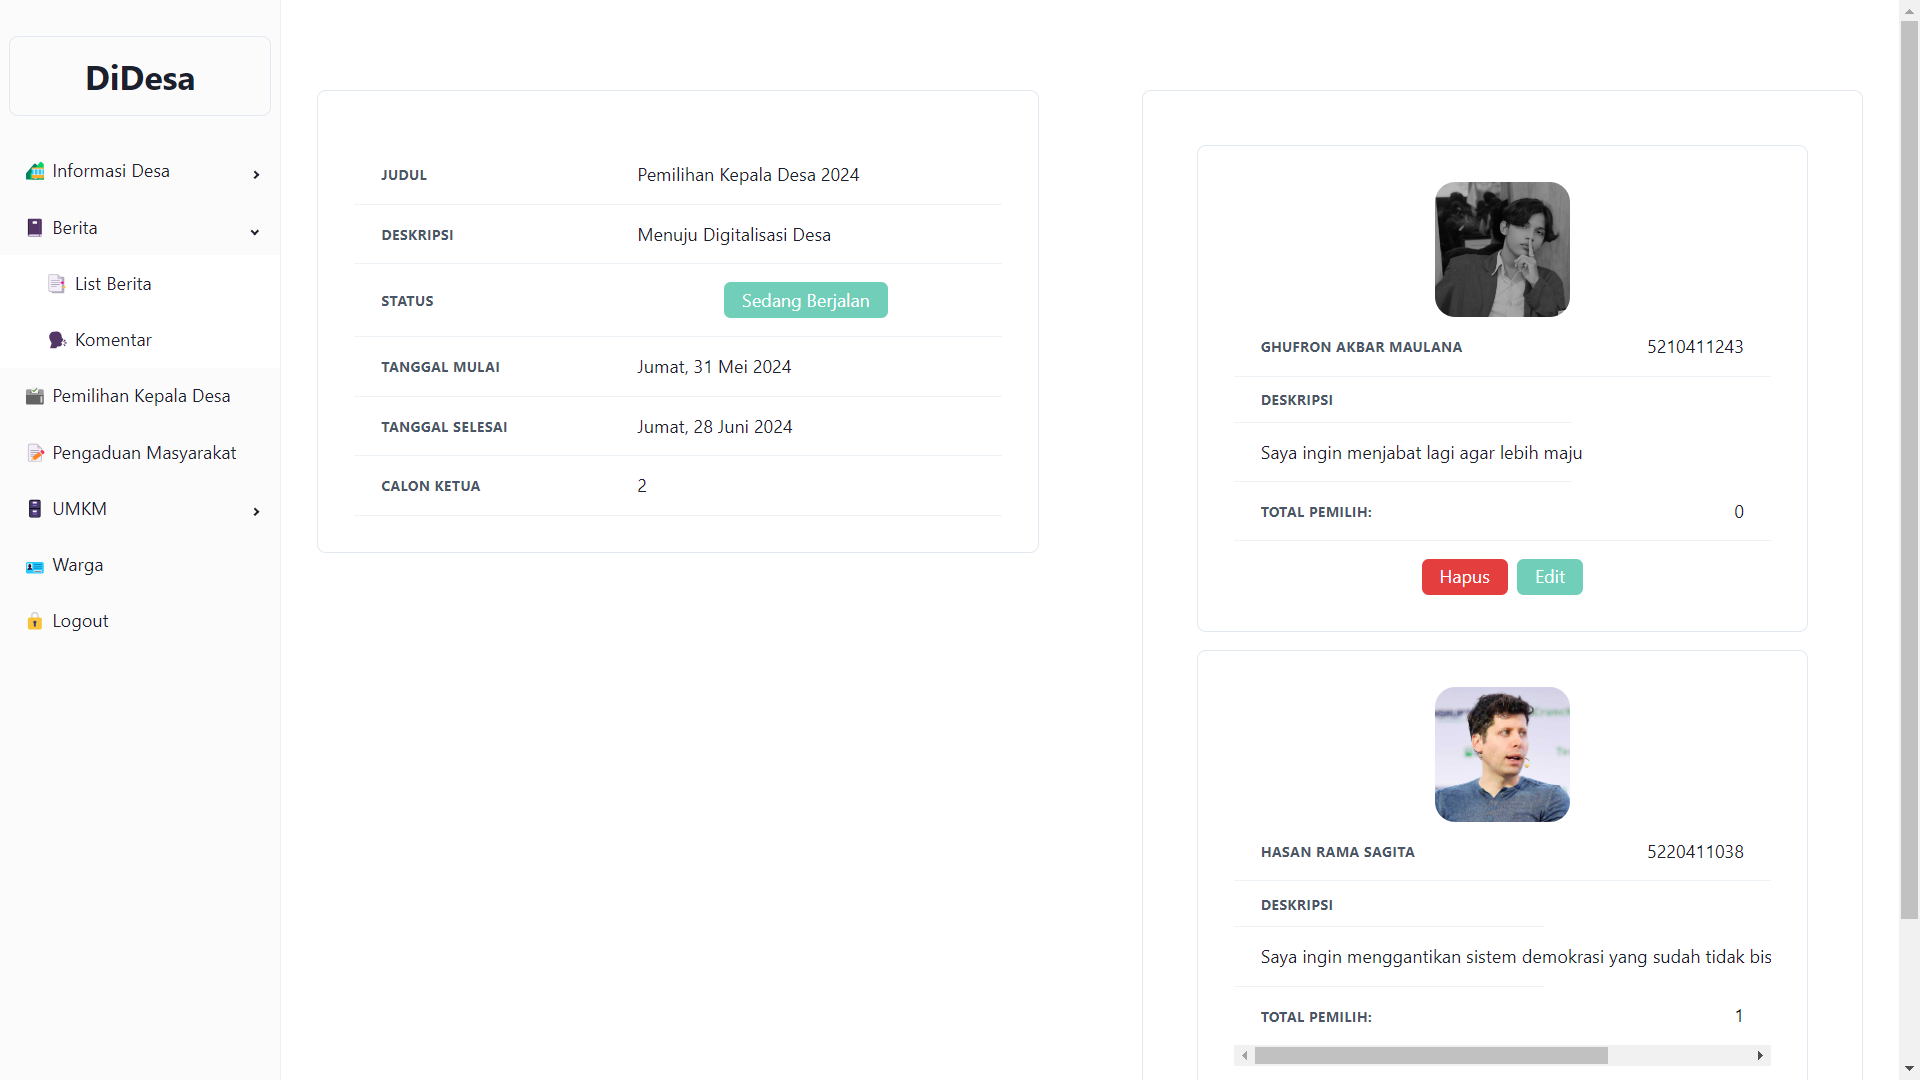 DiDesa
Informasi Desa
Berita
List Berita
Komentar
Pemilihan Kepala Desa
Pengaduan Masyarakat
UMKM
Warga
Logout
JUDUL Pemilihan Kepala Desa 2024
DESKRIPSI Menuju Digitalisasi Desa
STATUS Sedang Berjalan
TANGGAL MULAI Jumat, 31 Mei 2024
TANGGAL SELESAI Jumat, 28 Juni 2024
CALON KETUA 2
GHUFRON AKBAR MAULANA 5210411243
DESKRIPSI
Saya ingin menjabat lagi agar lebih maju
TOTAL PEMILIH: 0
Hapus Edit
HASAN RAMA SAGITA 5220411038
DESKRIPSI
Saya ingin menggantikan sistem demokrasi yang sudah tidak bis
TOTAL PEMILIH: 1